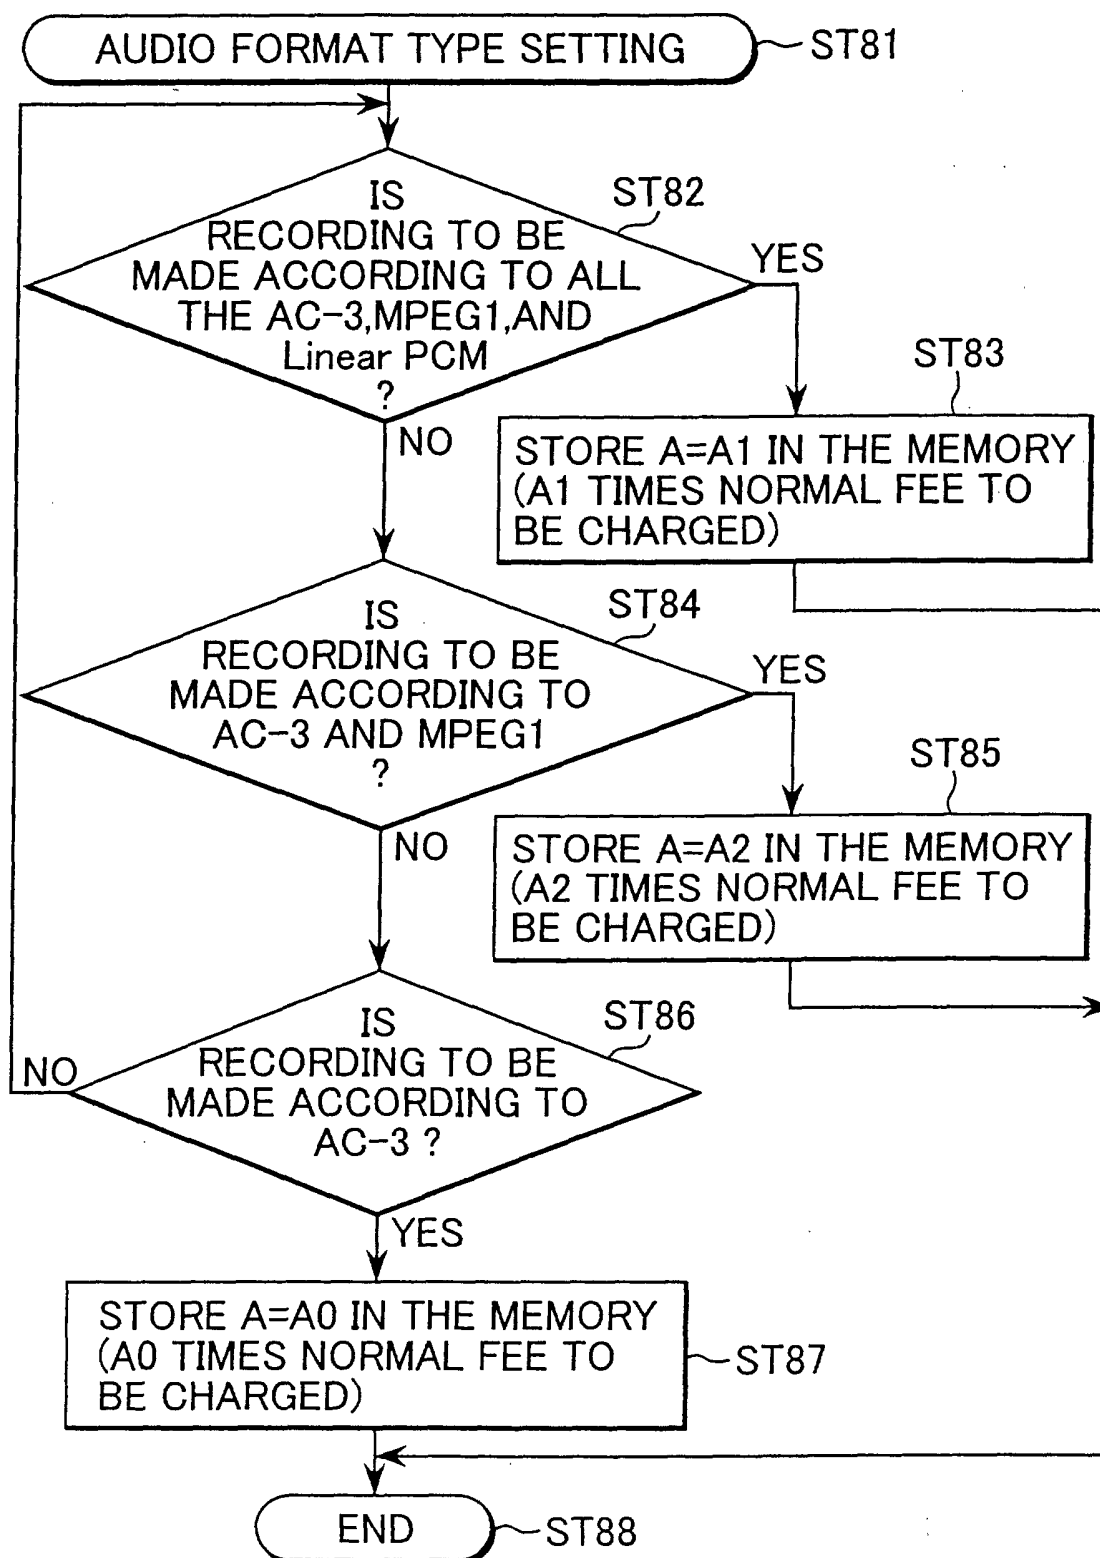 AUDIO FORMAT TYPE SETTING
ST81
IS
RECORDING TO BE
MADE ACCORDING TO ALL
THE AC-3,MPEG1,AND
Linear PCM
?
ST82
YES
NO
ST83
STORE A=A1 IN THE MEMORY
(A1 TIMES NORMAL FEE TO
BE CHARGED)
IS
RECORDING TO BE
MADE ACCORDING TO
AC-3 AND MPEG1
?
ST84
YES
NO
ST85
STORE A=A2 IN THE MEMORY
(A2 TIMES NORMAL FEE TO
BE CHARGED)
IS
RECORDING TO BE
MADE ACCORDING TO
AC-3 ?
ST86
NO
YES
STORE A=A0 IN THE MEMORY
(A0 TIMES NORMAL FEE TO
BE CHARGED)
ST87
END
ST88